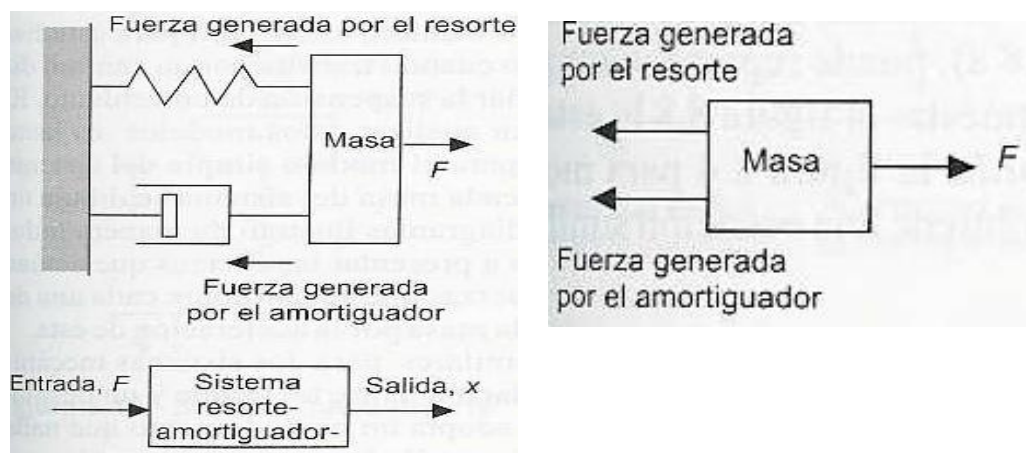 Fuerza generada por el resorte
Masa
F
Fuerza generada
por el amortiguador
Entrada, F
Sistema
resorte-
amortiguador-
Salida, x
Fuerza generada
por el resorte
Masa
F
Fuerza generada
por el amortiguador